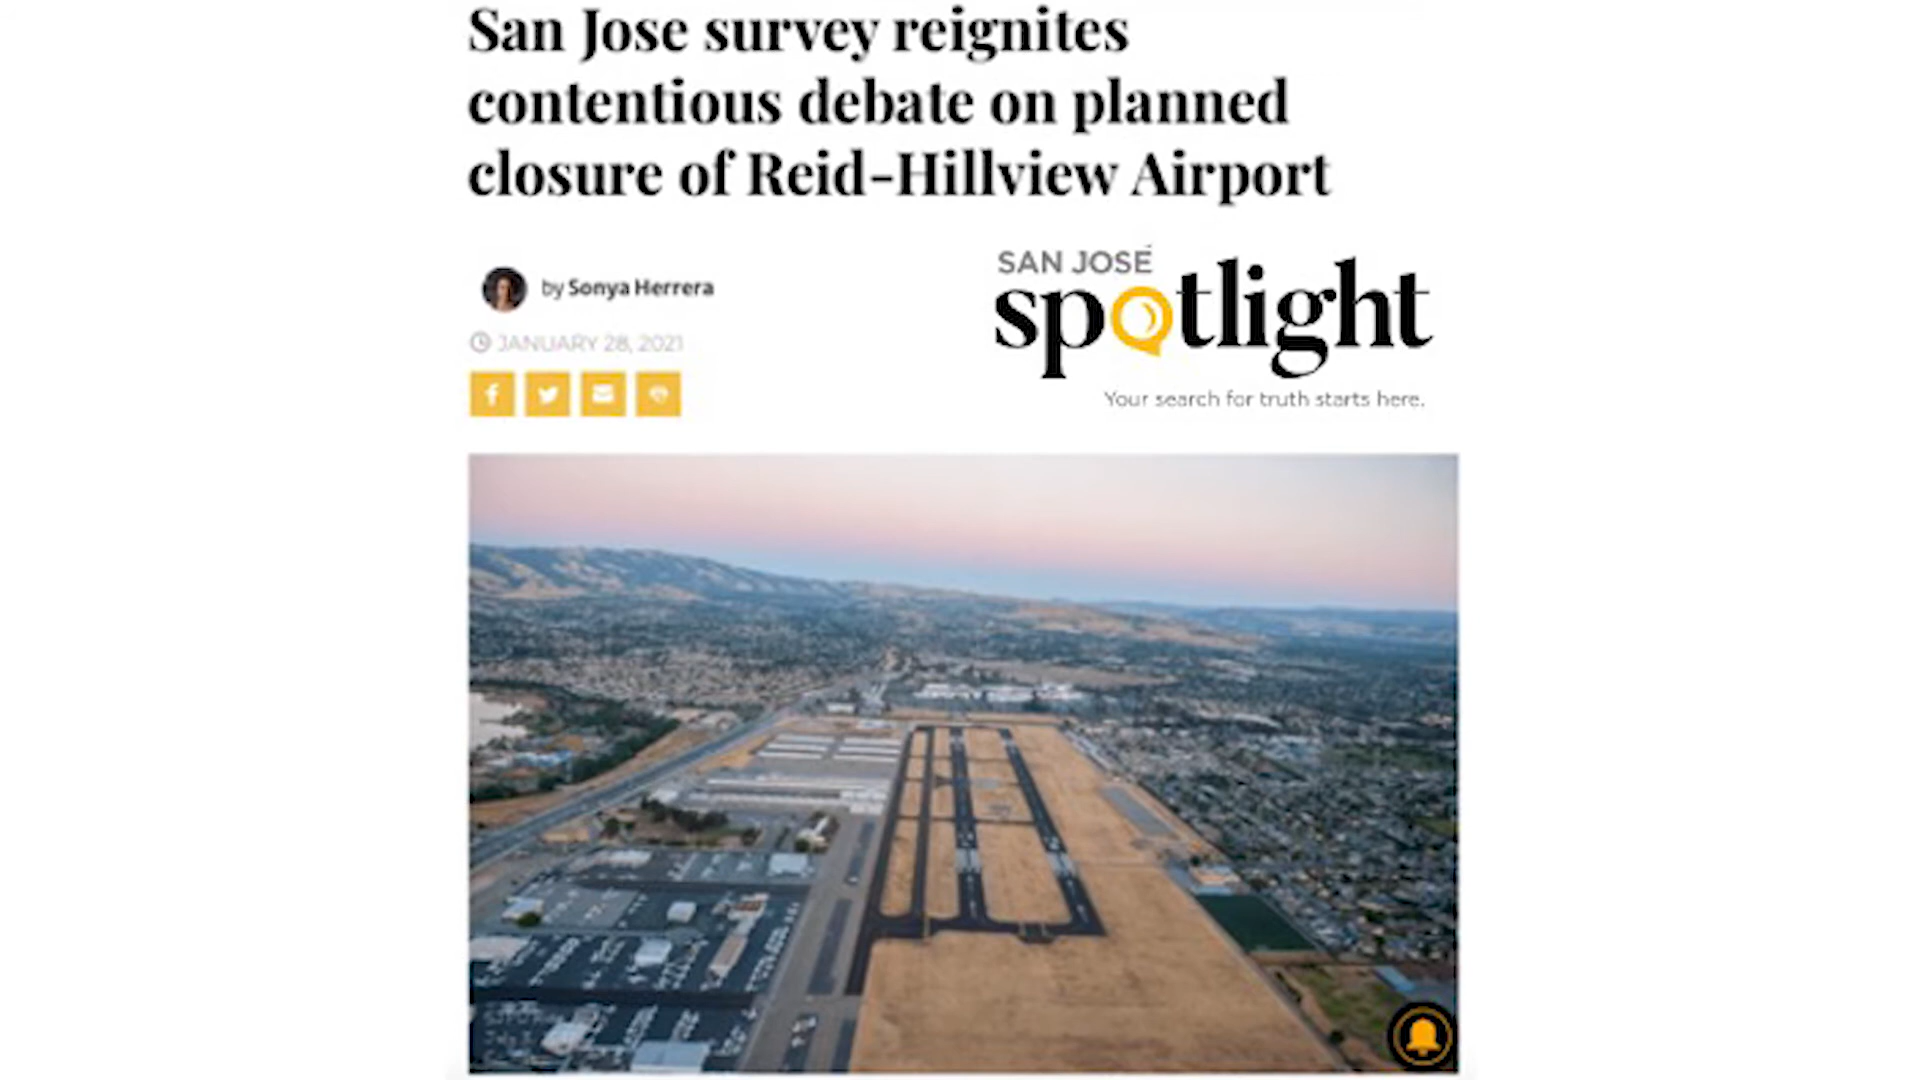 San Jose survey reignites
contentious debate on planned
closure of Reid-Hillview Airport
by Sonya Herrera
JANUARY 28, 2021
SAN JOSÉ
spotlight
Your search for truth starts here.